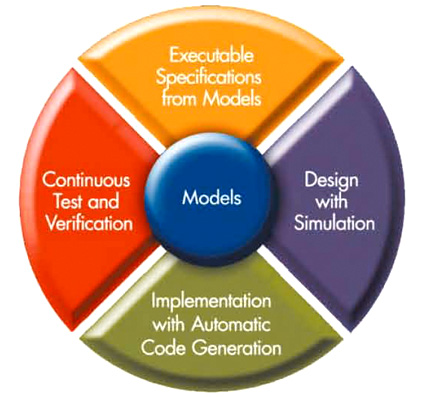 Executable
Specifications
from Models
Continuous
Test and
Verification
Models
Design
with
Simulation
Implementation
with Automatic
Code Generation